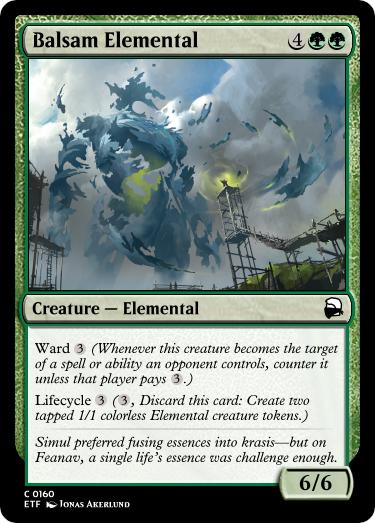 Balsam Elemental 4
Creature — Elemental
Ward 3 (Whenever this creature becomes the target
of a spell or ability an opponent controls, counter it
unless that player pays 3.)
Lifecycle 3 (3, Discard this card: Create two
tapped 1/1 colorless Elemental creature tokens.)
Simul preferred fusing essences into krasis—but on
Feanav, a single life's essence was challenge enough.
6/6
C 0160
ETF Jonas Akerlund